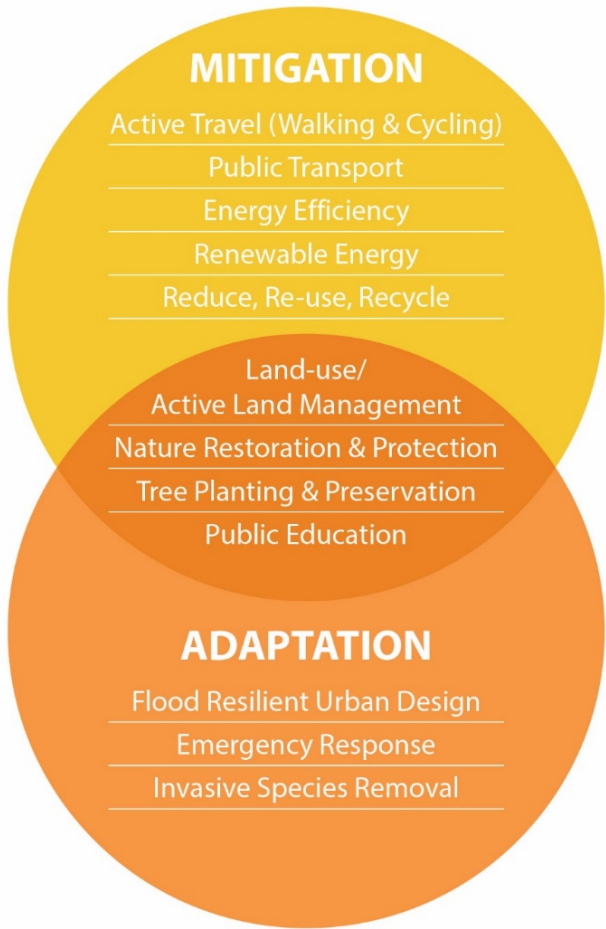 MITIGATION
Active Travel (Walking & Cycling)
Public Transport
Energy Efficiency
Renewable Energy
Reduce, Re-use, Recycle
Land-use/
Active Land Management
Nature Restoration & Protection
Tree Planting & Preservation
Public Education
ADAPTATION
Flood Resilient Urban Design
Emergency Response
Invasive Species Removal